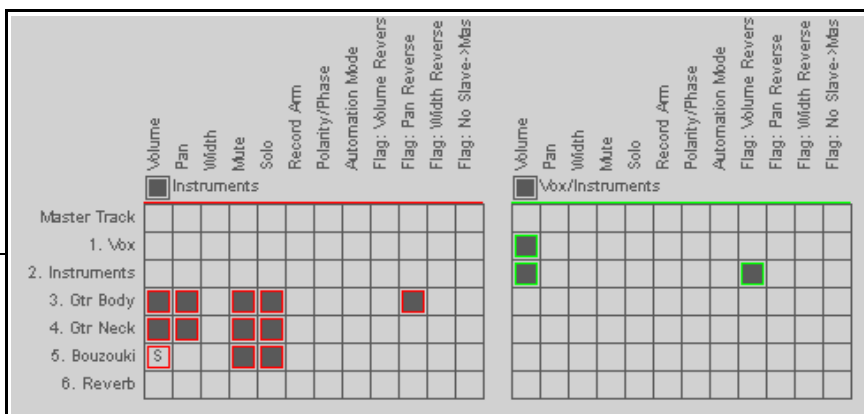 Volume
Pan
Width
Mute
Solo
Record Arm
Polarity/Phase
Automation Mode
Flag: Volume Revers
Flag: Pan Reverse
Flag: Width Reverse
Flag: No Slave->Mas
Volume
Pan
Width
Mute
Solo
Record Arm
Polarity/Phase
Automation Mode
Flag: Volume Revers
Flag: Pan Reverse
Flag: Width Reverse
Flag: No Slave->Mas
Instruments
Vox/Instruments
Master Track
1. Vox
2. Instruments
3. Gtr Body
4. Gtr Neck
5. Bouzouki
S
6. Reverb